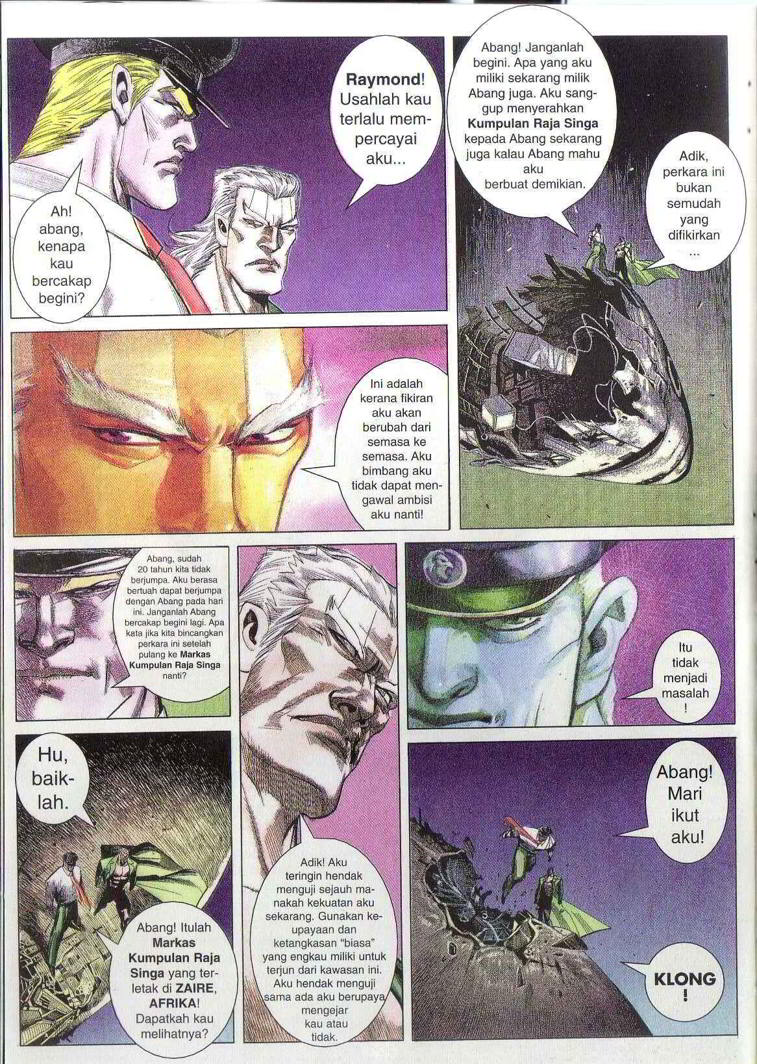 Raymond!
Usahlah kau
terlalu mem-
percayai
aku...
Ah!
abang,
kenapa
kau
bercakap
begini?
Abang! Janganlah
begini. Apa yang aku
miliki sekarang milik
Abang juga. Aku sang-
gup menyerahkan
Kumpulan Raja Singa
kepada Abang sekarang
juga kalau Abang mahu
aku
berbuat demikian.
Adik,
perkara ini
bukan
semudah
yang
difikirkan
...
Ini adalah
kerana fikiran
aku akan
berubah dari
semasa ke
semasa. Aku
bimbang aku
tidak dapat men-
gawal ambisi
aku nanti!
Abang, sudah
20 tahun kita tidak
berjumpa. Aku berasa
bertuah dapat berjumpa
dengan Abang pada hari
ini. Janganlah Abang
bercakap begini lagi. Apa
kata jika kita bincangkan
perkara ini setelah
pulang ke Markas
Kumpulan Raja Singa
nanti?
Itu
tidak
menjadi
masalah
!
Hu,
baik-
lah.
Abang! Itulah
Markas
Kumpulan Raja
Singa yang ter-
letak di ZAIRE,
AFRIKA!
Dapatkah kau
melihatnya?
Adik! Aku
teringin hendak
menguji sejauh ma-
nakah kekuatan aku
sekarang. Gunakan ke-
upayaan dan
ketangkasan “biasa”
yang engkau miliki untuk
terjun dari kawasan ini.
Aku hendak menguji
sama ada aku berupaya
mengejar
kau atau
tidak.
Abang!
Mari
ikut
aku!
KLONG
!